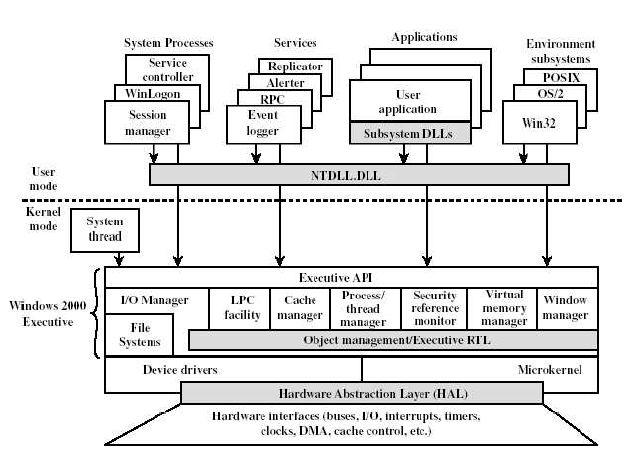 System Processes
Services
Applications
Environment
subsystems
Service
controller
WinLogon
Session
manager
Replicator
Alerter
RPC
Event
logger
User
application
Subsystem DLLs
POSIX
OS/2
Win32
User
mode
NTDLL.DLL
Kernel
mode
System
thread
Windows 2000
Executive
Executive API
I/O Manager
File
Systems
LPC
facility
Cache
manager
Process/
thread
manager
Security
reference
monitor
Virtual
memory
manager
Window
manager
Object management/Executive RTL
Device drivers
Microkernel
Hardware Abstraction Layer (HAL)
Hardware interfaces (buses, I/O, interrupts, timers,
clocks, DMA, cache control, etc.)